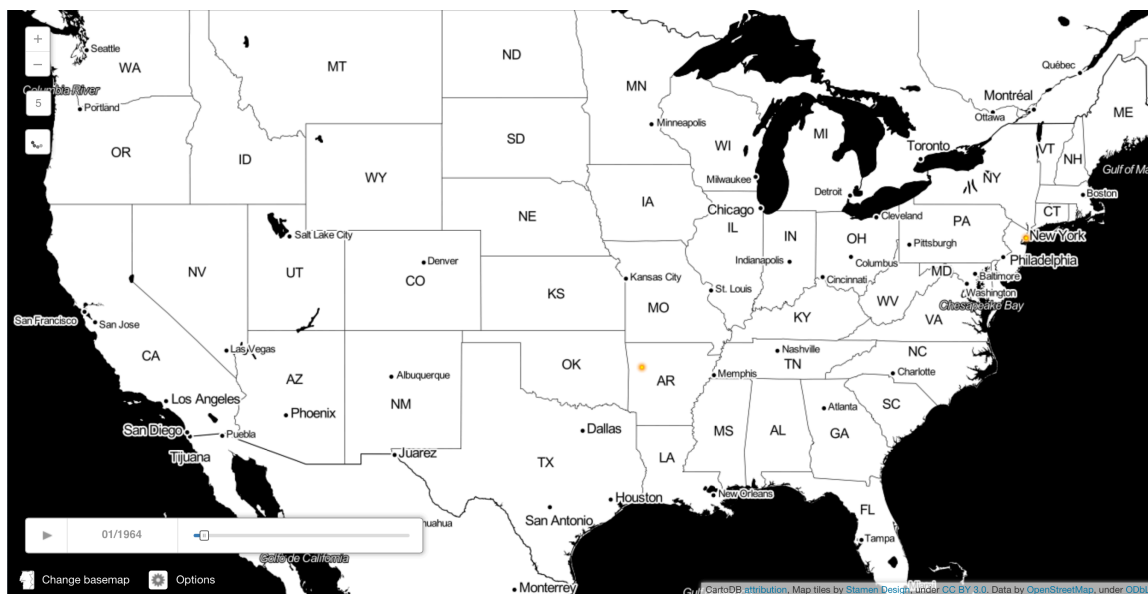 +
−
5
Seattle
WA
Columbia River
Portland
OR
ID
MT
ND
SD
WY
NE
MN
Minneapolis
WI
Milwaukee
MI
Detroit
Chicago
IA
IL
IN
Indianapolis
OH
Columbus
Cincinnati
Cleveland
Toronto
Ottawa
Montréal
Québec
ME
VT
NH
NY
Boston
CT
Gulf of Ma
PA
Pittsburgh
New York
Philadelphia
MD
Baltimore
Washington
Chesapeake Bay
WV
VA
KY
NV
UT
Salt Lake City
CO
Denver
KS
Kansas City
MO
St. Louis
San Francisco
San Jose
CA
Las Vegas
Los Angeles
San Diego
Tijuana
Puebla
AZ
Phoenix
NM
Albuquerque
Juarez
OK
AR
TN
Nashville
Memphis
NC
Charlotte
SC
Atlanta
GA
AL
MS
LA
New Orleans
TX
Dallas
Houston
San Antonio
FL
Tampa
huahua
Golfo de California
Monterrey
Miami
01/1964
Change basemap
Options
CartoDB attribution, Map tiles by Stamen Design, under CC BY 3.0. Data by OpenStreetMap, under ODb